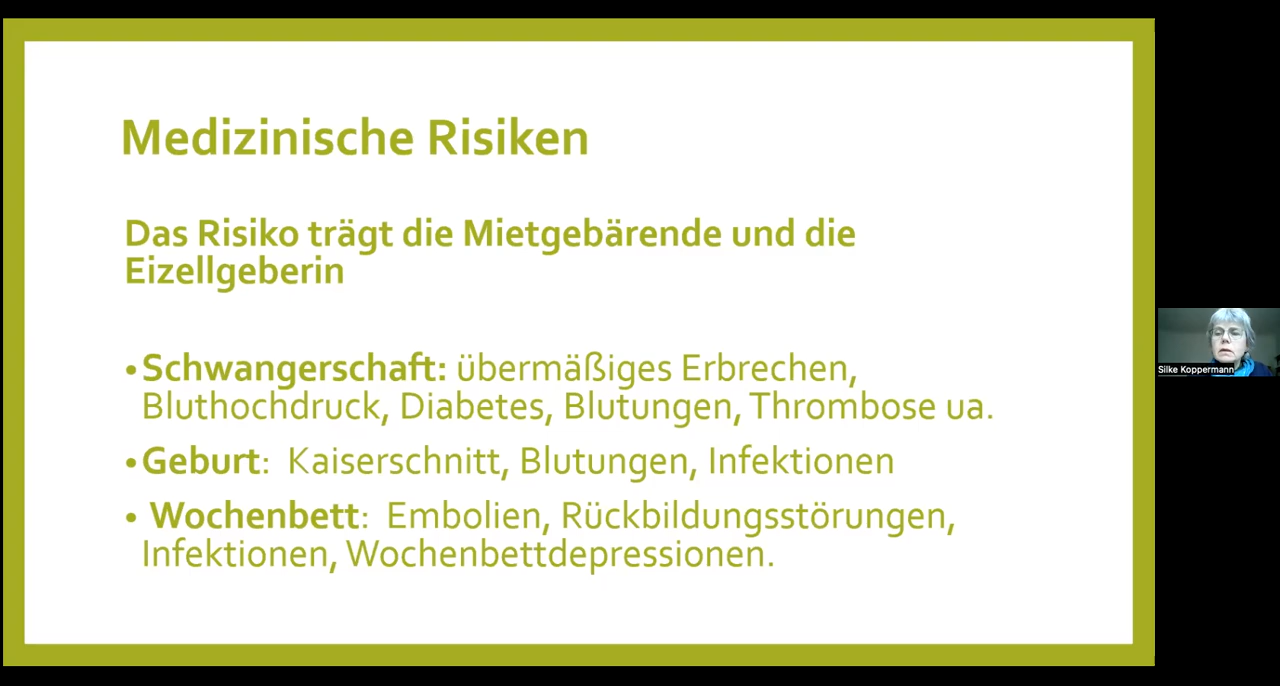 Medizinische Risiken
Das Risiko trägt die Mietgebärende und die
Eizellgeberin
•Schwangerschaft: übermäßiges Erbrechen,
Bluthochdruck, Diabetes, Blutungen, Thrombose ua.
•Geburt: Kaiserschnitt, Blutungen, Infektionen
• Wochenbett: Embolien, Rückbildungsstörungen,
Infektionen, Wochenbettdepressionen.
Silke Koppermann